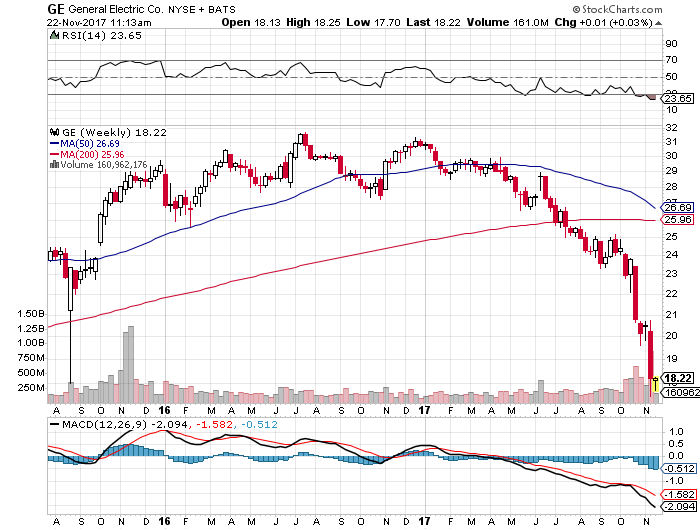 GE General Electric Co. NYSE + BATS © StockCharts.com
22-Nov-2017 11:13am Open 18.13 High 18.25 Low 17.70 Last 18.22 Volume 161.0M Chg +0.01 (+0.03%)
RSI(14) 23.65
90
70
50
30
23.65
10
GE (Weekly) 18.22
MA(50) 26.69
MA(200) 25.96
Volume 160,962,176
32
31
30
29
28
27
26.69
25.96
25
24
23
22
21
20
19
18.22
18
160962
1.50B
1.25B
1.00B
750M
500M
250M
A S O N D 16 F M A M J J A S O N D 17 F M A M J J A S O N
MACD(12,26,9) -2.094, -1.582, -0.512
1.0
0.5
0.0
-0.512
-1.0
-1.582
-2.094
A S O N D 16 F M A M J J A S O N D 17 F M A M J J A S O N